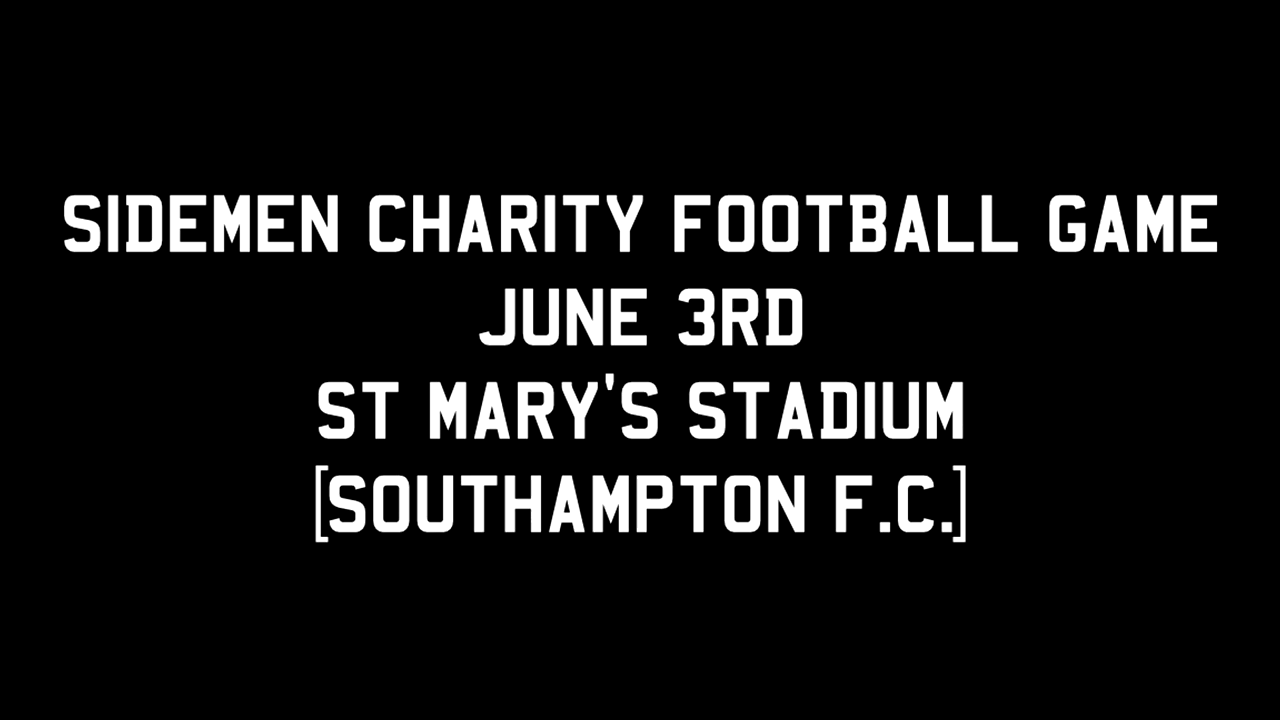 SIDEMEN CHARITY FOOTBALL GAME
JUNE 3RD
ST MARY'S STADIUM
[SOUTHAMPTON F.C.]